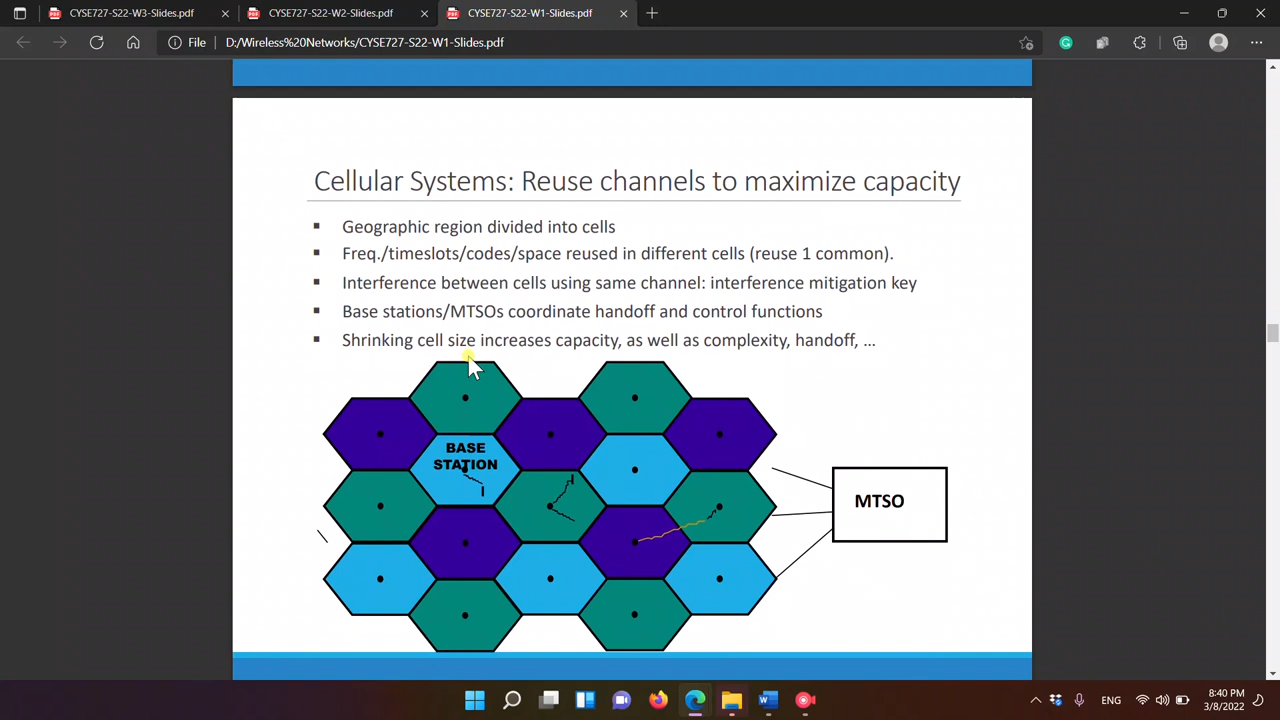 CYSE727-S22-W3-Slides.pdf
CYSE727-S22-W2-Slides.pdf
CYSE727-S22-W1-Slides.pdf
File
D:/Wireless%20Networks/CYSE727-S22-W1-Slides.pdf
Cellular Systems: Reuse channels to maximize capacity
Geographic region divided into cells
Freq./timeslots/codes/space reused in different cells (reuse 1 common).
Interference between cells using same channel: interference mitigation key
Base stations/MTSOs coordinate handoff and control functions
Shrinking cell size increases capacity, as well as complexity, handoff, …
BASE
STATION
MTSO
ENG
8:40 PM
3/8/2022